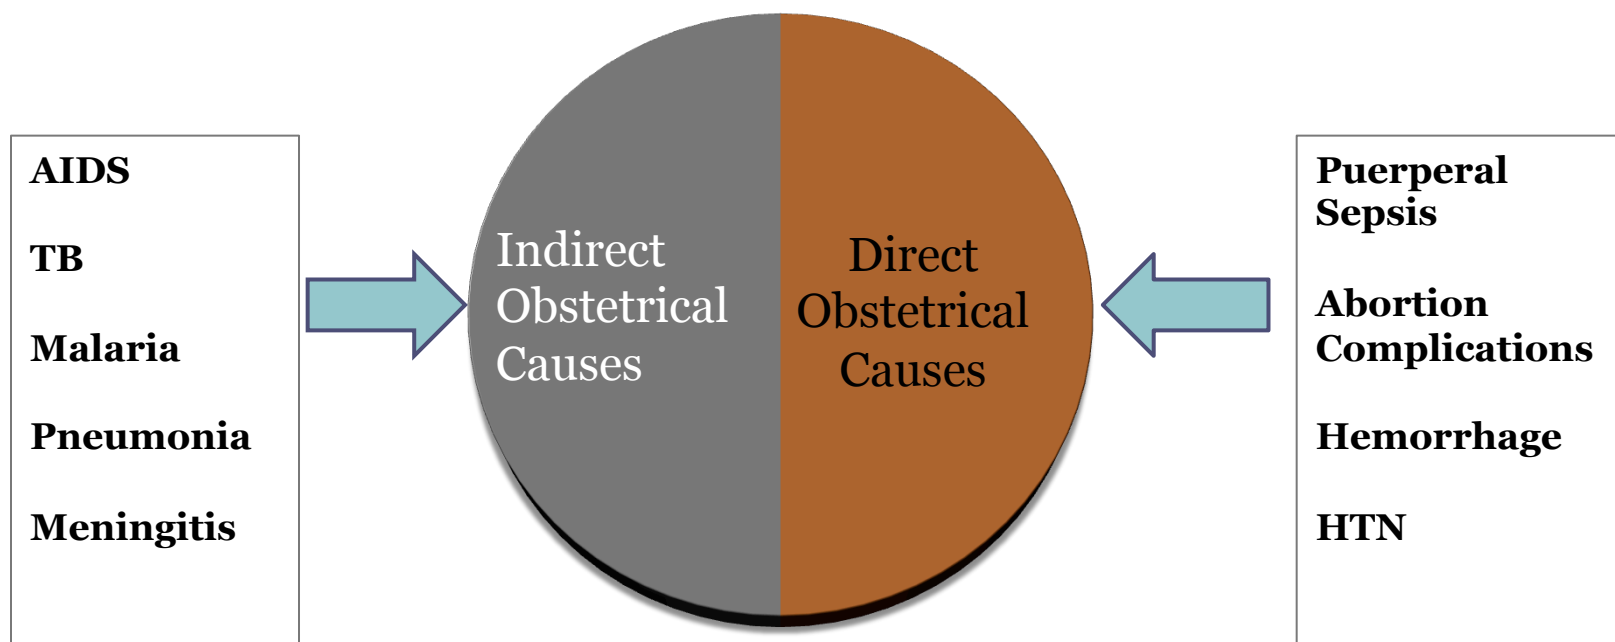 AIDS
TB
Malaria
Pneumonia
Meningitis
Indirect
Obstetrical
Causes
Direct
Obstetrical
Causes
Puerperal
Sepsis
Abortion
Complications
Hemorrhage
HTN